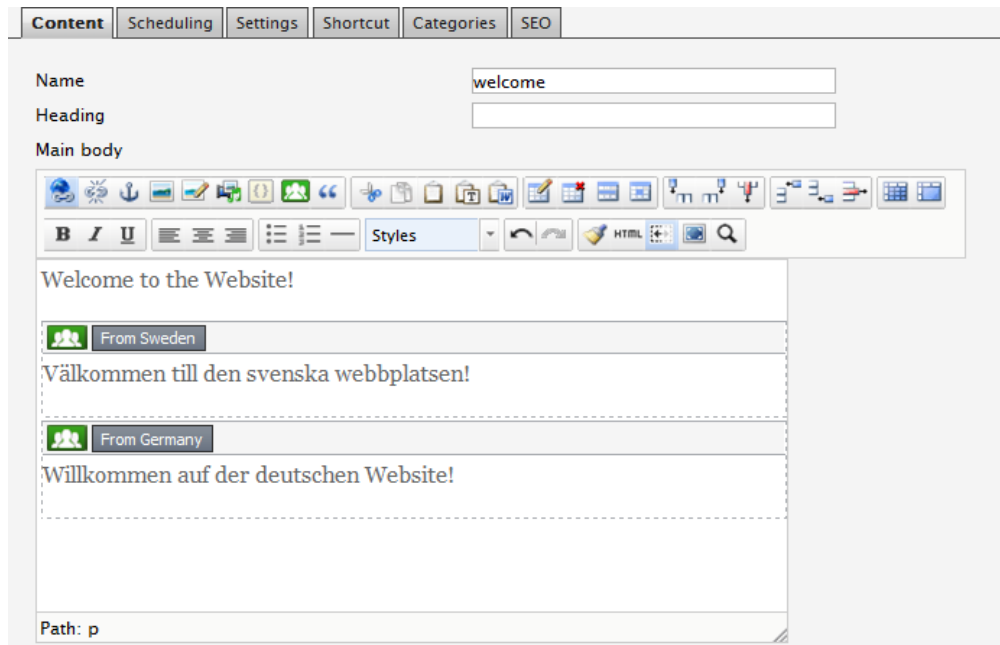 Content Scheduling Settings Shortcut Categories SEO
Name welcome
Heading
Main body
B I U Styles HTML
Welcome to the Website!
From Sweden
Välkommen till den svenska webbplatsen!
From Germany
Willkommen auf der deutschen Website!
Path: p